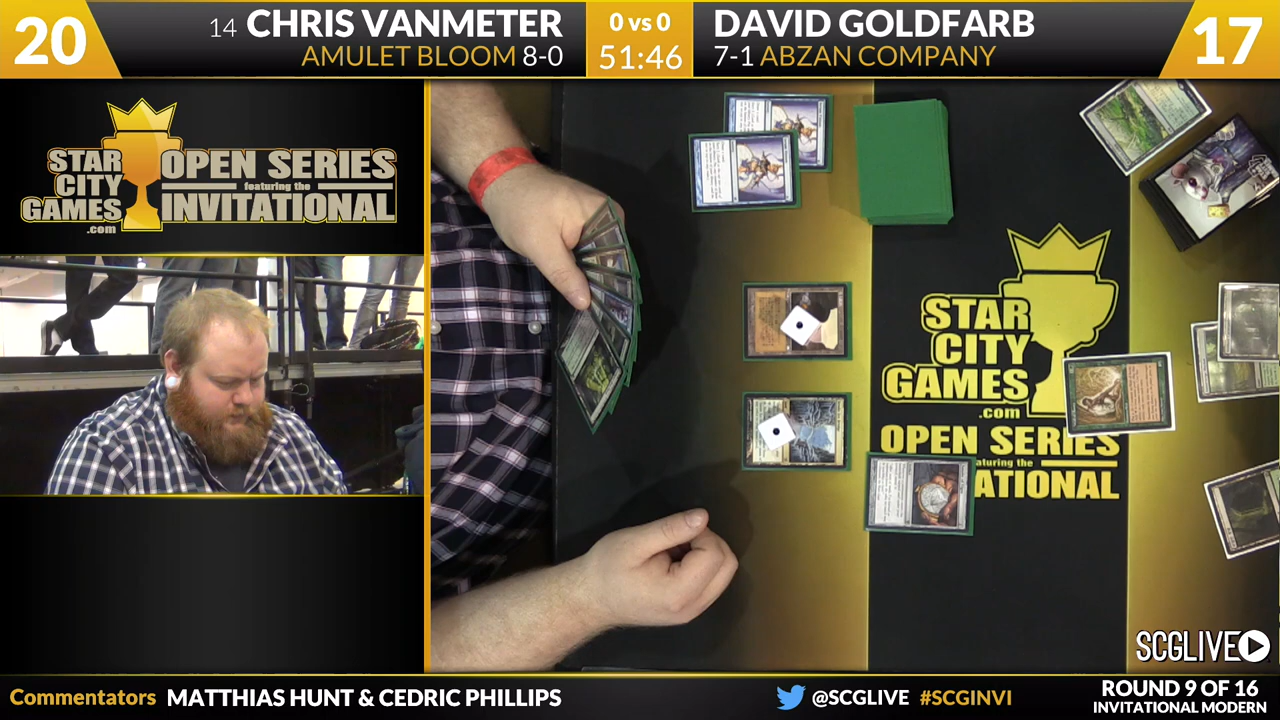 20
14 CHRIS VANMETER
AMULET BLOOM 8-0
0 vs 0
51:46
DAVID GOLDFARB
7-1 ABZAN COMPANY
17
STAR CITY GAMES .com
OPEN SERIES
featuring the
INVITATIONAL
STAR
CITY
GAMES
.com
OPEN SERIES
featuring the
ATIONAL
SCGLIVE
Commentators MATTHIAS HUNT & CEDRIC PHILLIPS
@SCGLIVE #SCGINVI
ROUND 9 OF 16
INVITATIONAL MODERN